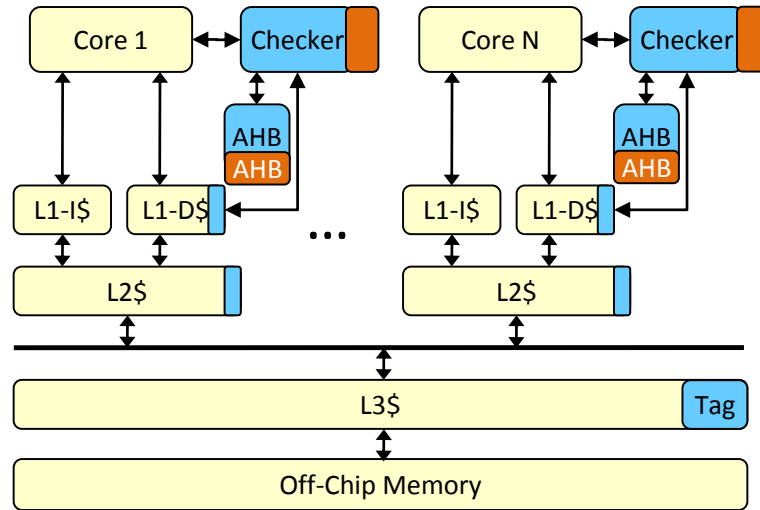 Core 1
Checker
Core N
Checker
AHB
AHB
AHB
AHB
L1-I$
L1-D$
L1-I$
L1-D$
...
L2$
L2$
L3$
Tag
Off-Chip Memory